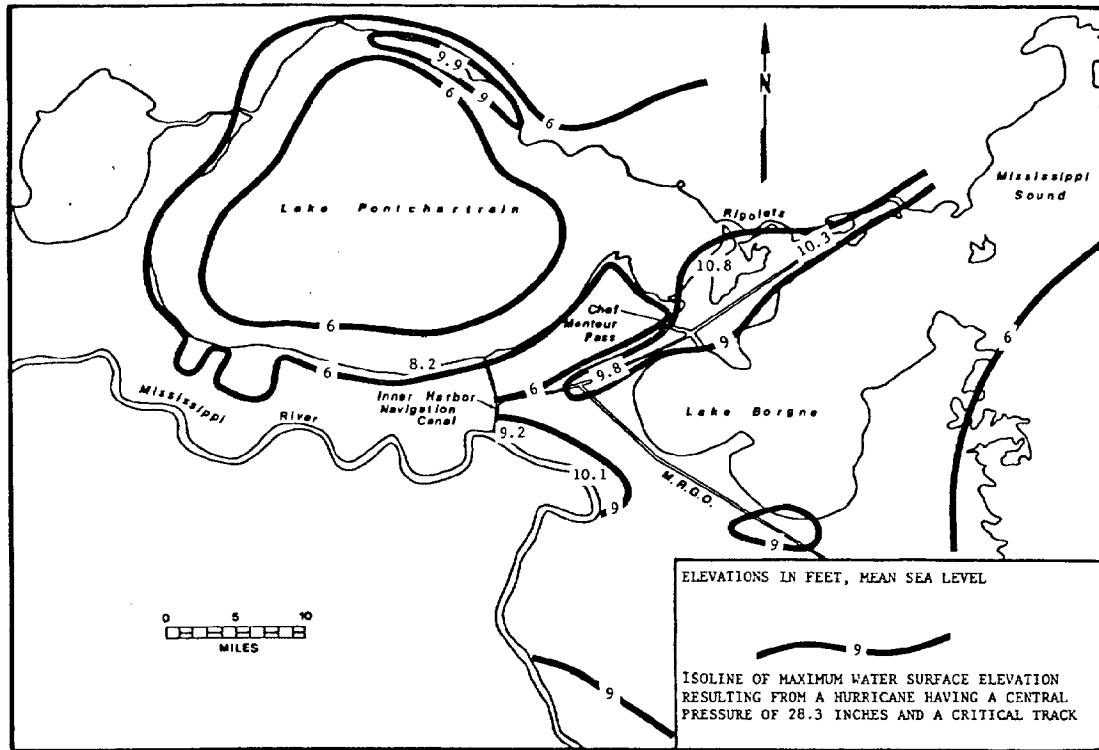 9.9
9
6
N
6
Mississippi
Sound
Lake Pontchartrain
Rigolets
10.3
10.8
Chef
Menteur
Pass
6
9
6
8.2
6
9.8
6
Inner Harbor
Navigation
Canal
Lake Borgne
Mississippi
River
9.2
10.1
M.R.G.O.
9
9
0 5 10
MILES
9
ELEVATIONS IN FEET, MEAN SEA LEVEL
9
ISOLINE OF MAXIMUM WATER SURFACE ELEVATION
RESULTING FROM A HURRICANE HAVING A CENTRAL
PRESSURE OF 28.3 INCHES AND A CRITICAL TRACK